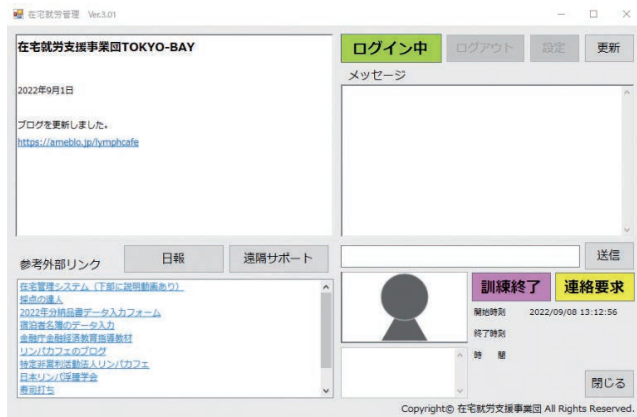 在宅就労管理 Ver.3.01
在宅就労支援事業団TOKYO-BAY
2022年9月1日
ブログを更新しました。
https://ameblo.jp/lymphcafe
ログイン中
ログアウト
設定
更新
メッセージ
参考外部リンク
日報
遠隔サポート
送信
在宅管理システム（下部に説明動画あり）
採点の達人
2022年分納品書データ入力フォーム
宿泊者名簿のデータ入力
金融庁金融経済教育指導教材
リンパカフェのブログ
特定非営利活動法人リンパカフェ
日本リンパ浮腫学会
寿司打ち
訓練終了
連絡要求
開始時刻 2022/09/08 13:12:56
終了時刻
時 間
閉じる
Copyright© 在宅就労支援事業団 All Rights Reserved.